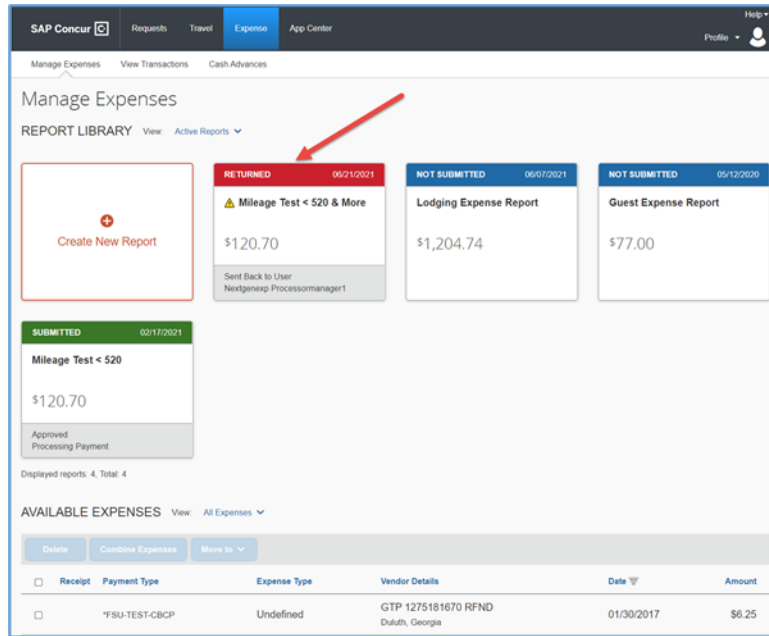 Help
SAP Concur C Requests Travel Expense App Center
Profile
Manage Expenses View Transactions Cash Advances
Manage Expenses
REPORT LIBRARY View: Active Reports
Create New Report
RETURNED 06/21/2021
Mileage Test < 520 & More
$120.70
Sent Back to User
Nextgenexp Processormanager1
NOT SUBMITTED 06/07/2021
Lodging Expense Report
$1,204.74
NOT SUBMITTED 05/12/2020
Guest Expense Report
$77.00
SUBMITTED 02/17/2021
Mileage Test < 520
$120.70
Approved
Processing Payment
Displayed reports: 4, Total: 4
AVAILABLE EXPENSES View: All Expenses
Delete Combine Expenses Move to
Receipt Payment Type Expense Type Vendor Details Date Amount
*FSU-TEST-CBCP Undefined GTP 1275181670 RFND 01/30/2017 $6.25
Duluth, Georgia